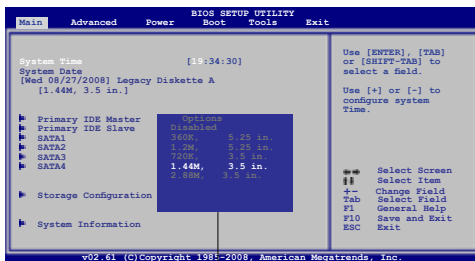 BIOS SETUP UTILITY
Main Advanced Power Boot Tools Exit
System Time [19:34:30]
System Date
[Wed 08/27/2008] Legacy Diskette A
[1.44M, 3.5 in.]
Primary IDE Master
Primary IDE Slave
SATA1
SATA2
SATA3
SATA4
Storage Configuration
System Information
Options
Disabled
360K, 5.25 in.
1.2M, 5.25 in.
720K, 3.5 in.
1.44M, 3.5 in.
2.88M, 3.5 in.
Use [ENTER], [TAB]
or [SHIFT-TAB] to
select a field.
Use [+] or [-] to
configure system
Time.
Select Screen
Select Item
+- Change Field
Tab Select Field
F1 General Help
F10 Save and Exit
ESC Exit
v02.61 (C)Copyright 1985-2008, American Megatrends, Inc.